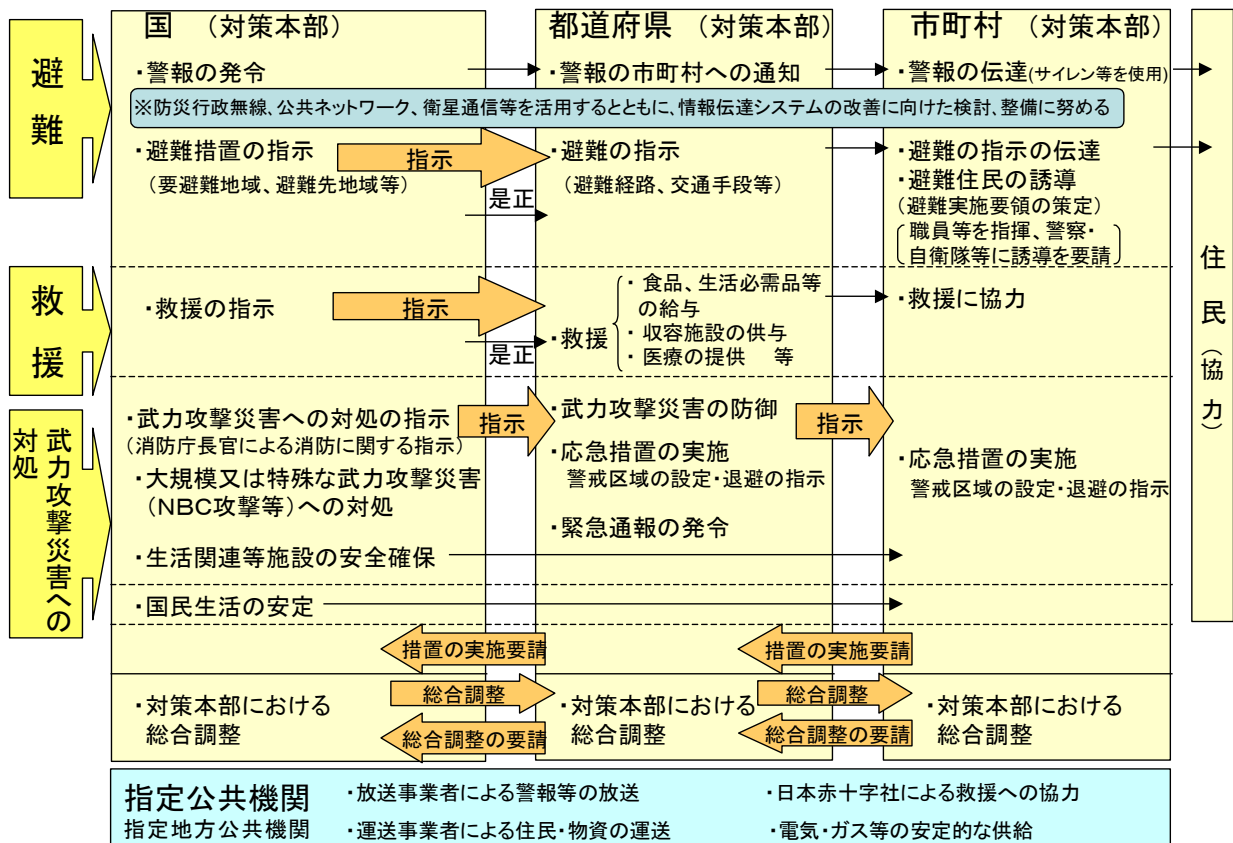 避難
国 （対策本部）
都道府県 （対策本部）
市町村 （対策本部）
・警報の発令
・警報の市町村への通知
・警報の伝達(サイレン等を使用)
※防災行政無線、公共ネットワーク、衛星通信等を活用するとともに、情報伝達システムの改善に向けた検討、整備に努める
・避難措置の指示
（要避難地域、避難先地域等）
指示
是正
・避難の指示
（避難経路、交通手段等）
・避難の指示の伝達
・避難住民の誘導
（避難実施要領の策定）
職員等を指揮、警察・
自衛隊等に誘導を要請
住民（協力）
救援
・救援の指示
指示
是正
・救援
・ 食品、生活必需品等
の給与
・ 収容施設の供与
・ 医療の提供 等
・救援に協力
武力攻撃災害への
対処
・武力攻撃災害への対処の指示
（消防庁長官による消防に関する指示）
指示
・武力攻撃災害の防御
指示
・応急措置の実施
警戒区域の設定・退避の指示
・応急措置の実施
警戒区域の設定・退避の指示
・大規模又は特殊な武力攻撃災害
（ＮＢＣ攻撃等）への対処
・緊急通報の発令
・生活関連等施設の安全確保
・国民生活の安定
措置の実施要請
措置の実施要請
・対策本部における
総合調整
総合調整
総合調整の要請
・対策本部における
総合調整
総合調整
総合調整の要請
・対策本部における
総合調整
指定公共機関
指定地方公共機関
・放送事業者による警報等の放送
・日本赤十字社による救援への協力
・運送事業者による住民・物資の運送
・電気・ガス等の安定的な供給